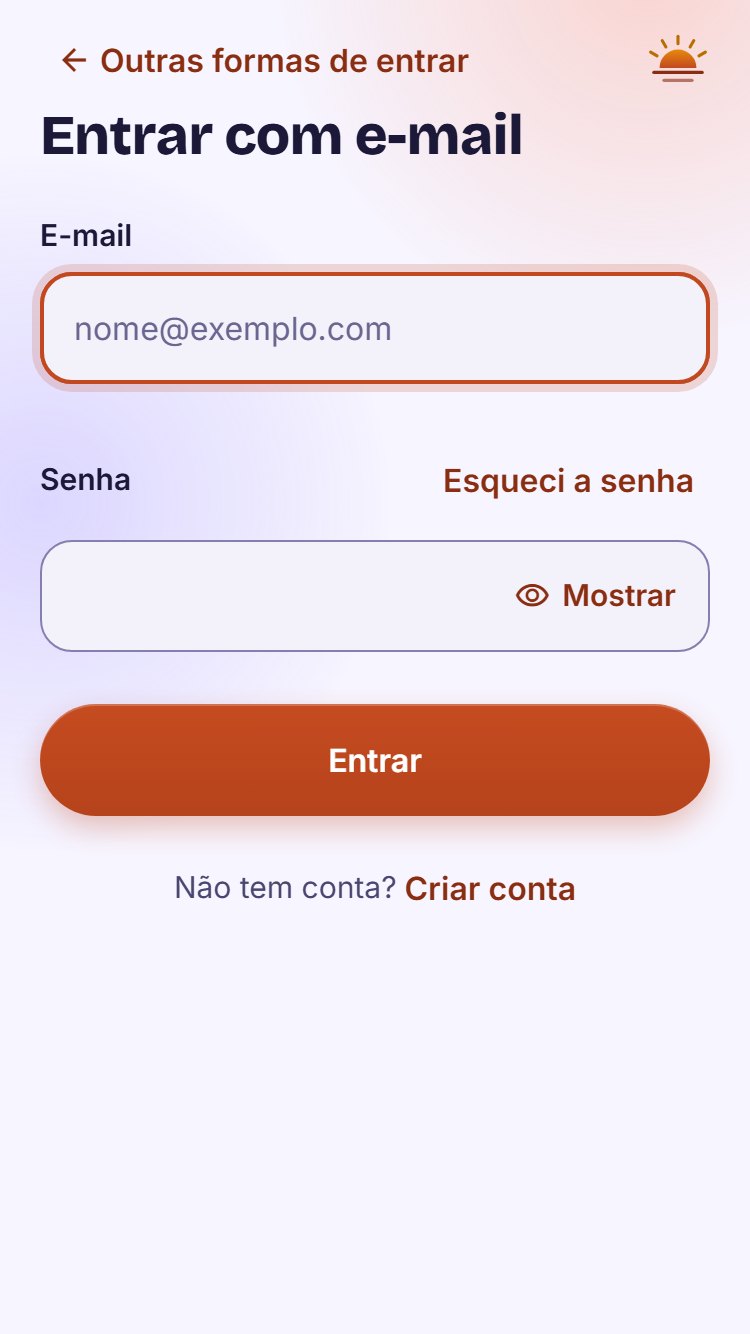 Outras formas de entrar
Entrar com e-mail
E-mail
nome@exemplo.com
Senha
Esqueci a senha
Mostrar
Entrar
Não tem conta? Criar conta